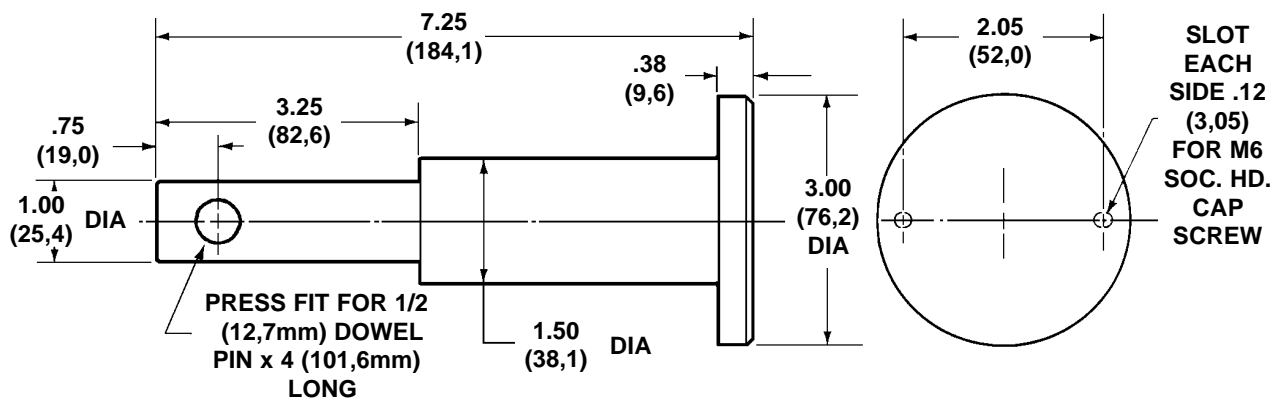 7.25
(184,1)
.38
(9,6)
3.25
(82,6)
.75
(19,0)
1.00
(25,4)
DIA
PRESS FIT FOR 1/2
(12,7mm) DOWEL
PIN x 4 (101,6mm)
LONG
1.50
(38,1)
DIA
3.00
(76,2)
DIA
2.05
(52,0)
SLOT
EACH
SIDE .12
(3,05)
FOR M6
SOC. HD.
CAP
SCREW